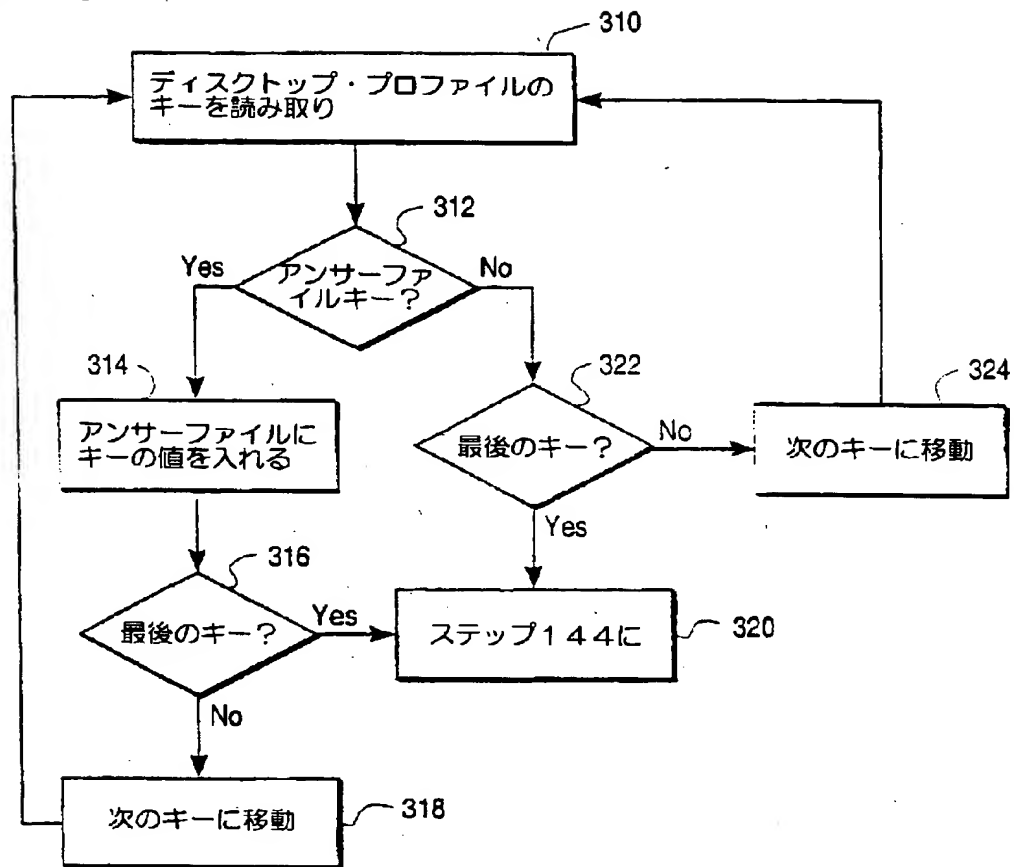 310
ディスクトップ・プロファイルの
キーを読み取り
312
Yes
アンサーファ
イルキー?
No
314
アンサーファイルに
キーの値を入れる
322
最後のキー?
No
324
次のキーに移動
Yes
316
最後のキー?
Yes
ステップ144に
320
No
次のキーに移動
318